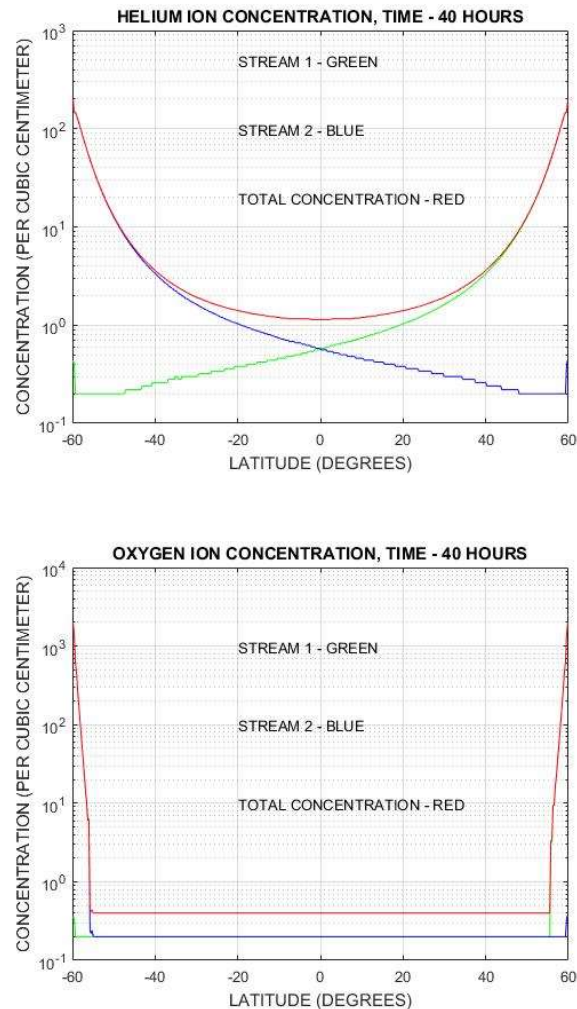 HELIUM ION CONCENTRATION, TIME - 40 HOURS
CONCENTRATION (PER CUBIC CENTIMETER)
10^3
10^2
10^1
10^0
10^-1
STREAM 1 - GREEN
STREAM 2 - BLUE
TOTAL CONCENTRATION - RED
-60 -40 -20 0 20 40 60
LATITUDE (DEGREES)
OXYGEN ION CONCENTRATION, TIME - 40 HOURS
CONCENTRATION (PER CUBIC CENTIMETER)
10^4
10^3
10^2
10^1
10^0
10^-1
STREAM 1 - GREEN
STREAM 2 - BLUE
TOTAL CONCENTRATION - RED
-60 -40 -20 0 20 40 60
LATITUDE (DEGREES)